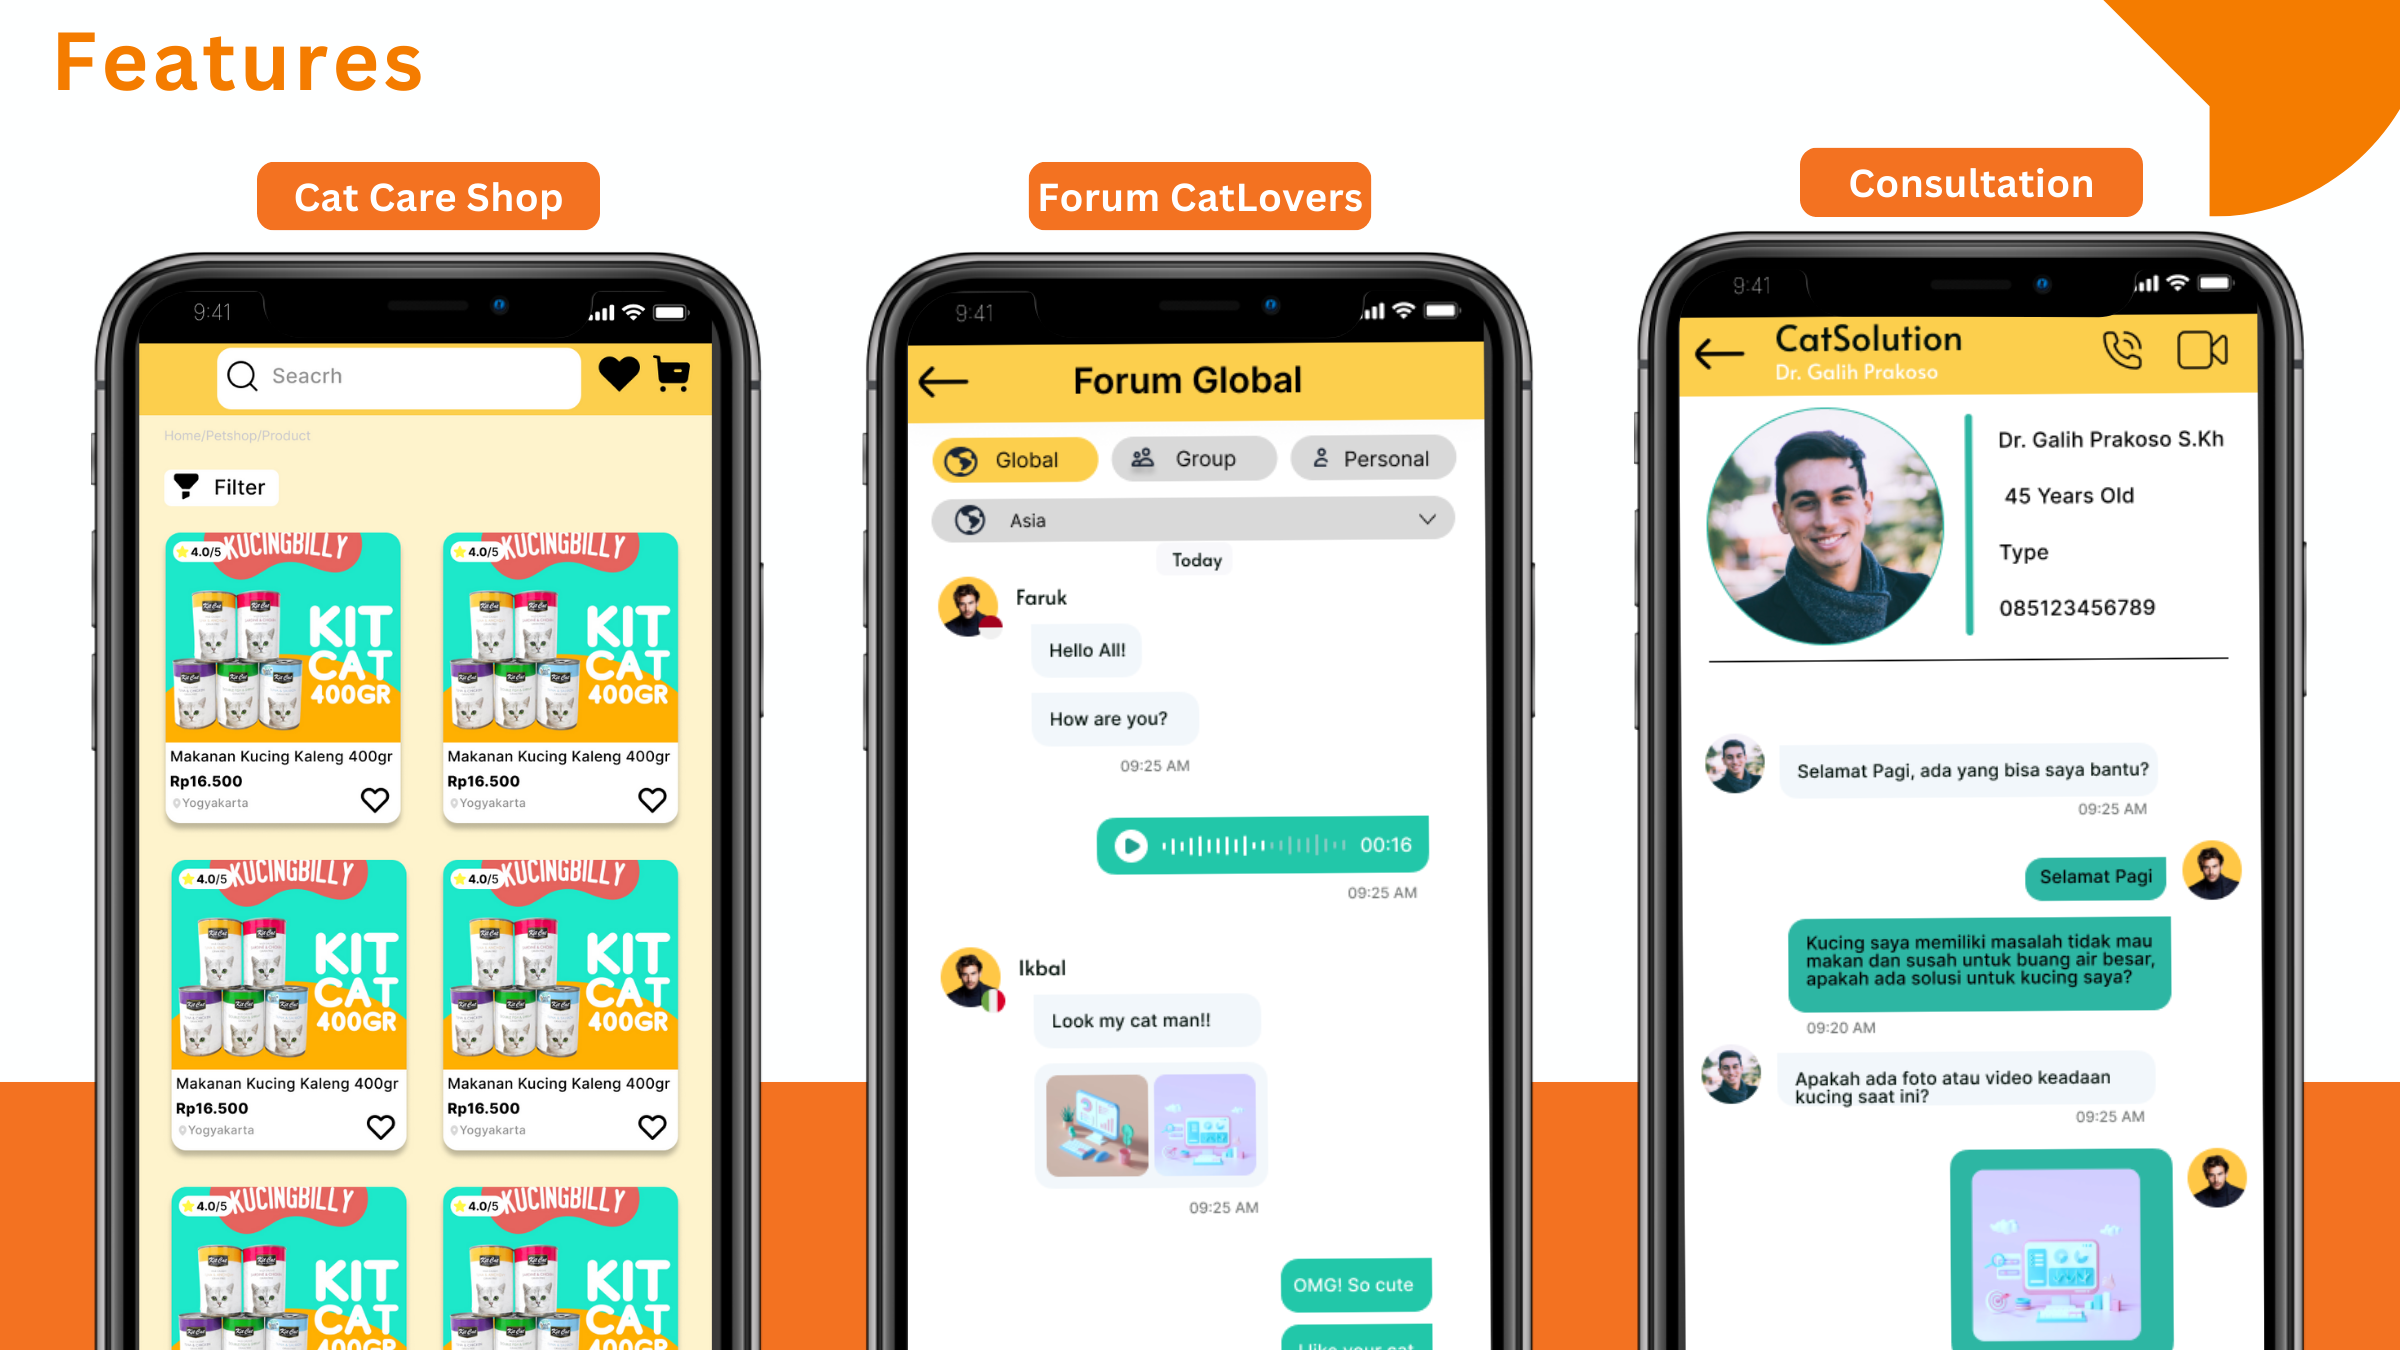 Features
Cat Care Shop
9:41
Seacrh
Home/Petshop/Product
Filter
4.0/5
KUCINGBILLY
KIT
CAT
400GR
Makanan Kucing Kaleng 400gr
Rp16.500
Yogyakarta
4.0/5
KUCINGBILLY
KIT
CAT
400GR
Makanan Kucing Kaleng 400gr
Rp16.500
Yogyakarta
4.0/5
KUCINGBILLY
KIT
CAT
400GR
Makanan Kucing Kaleng 400gr
Rp16.500
Yogyakarta
4.0/5
KUCINGBILLY
KIT
CAT
400GR
Makanan Kucing Kaleng 400gr
Rp16.500
Yogyakarta
4.0/5
KUCINGBILLY
KIT
CAT
400GR
4.0/5
KUCINGBILLY
KIT
CAT
400GR
Forum CatLovers
9:41
Forum Global
Global
Group
Personal
Asia
Today
Faruk
Hello All!
How are you?
09:25 AM
00:16
09:25 AM
Ikbal
Look my cat man!!
09:25 AM
OMG! So cute
I like your cat
Consultation
9:41
CatSolution
Dr. Galih Prakoso
Dr. Galih Prakoso S.Kh
45 Years Old
Type
085123456789
Selamat Pagi, ada yang bisa saya bantu?
09:25 AM
Selamat Pagi
Kucing saya memiliki masalah tidak mau
makan dan susah untuk buang air besar,
apakah ada solusi untuk kucing saya?
09:20 AM
Apakah ada foto atau video keadaan
kucing saat ini?
09:25 AM